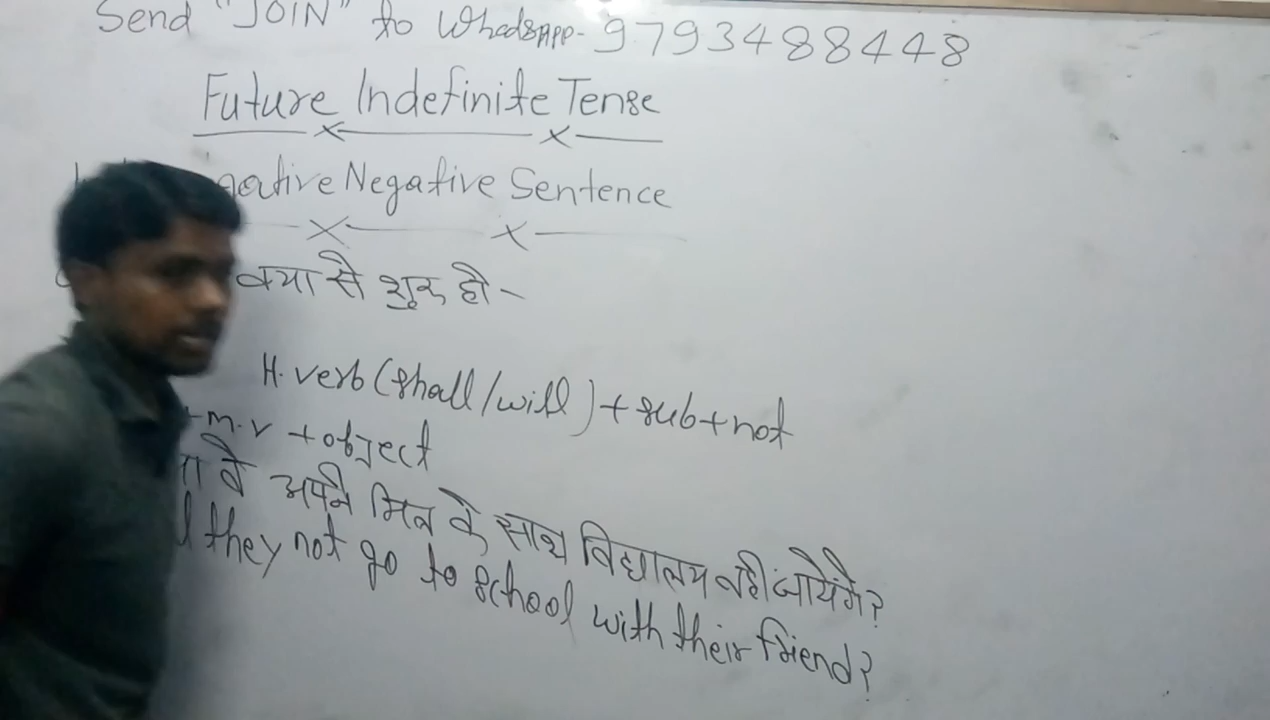 Send "JOIN" to WhatsApp- 9793488448
Future Indefinite Tense
Negative Sentence
क्या से शुरू हो -
H. verb (shall/will) + sub + not
+ m.v + object
वे अपने मित्र के साथ विद्यालय नहीं जायेंगे?
they not go to school with their friend?